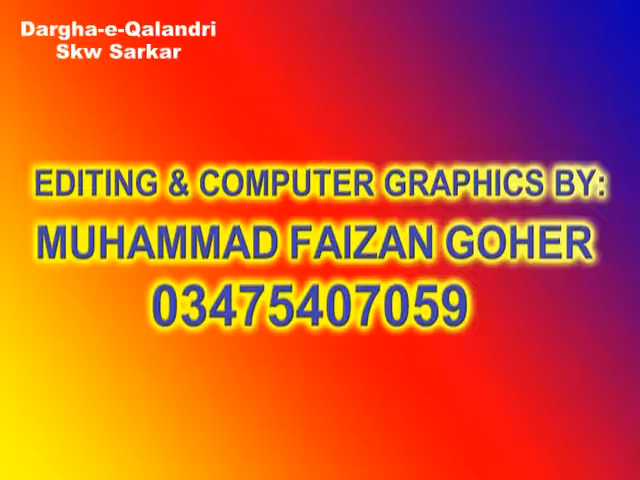 Dargha-e-Qalandri
Skw Sarkar
EDITING & COMPUTER GRAPHICS BY:
MUHAMMAD FAIZAN GOHER
03475407059